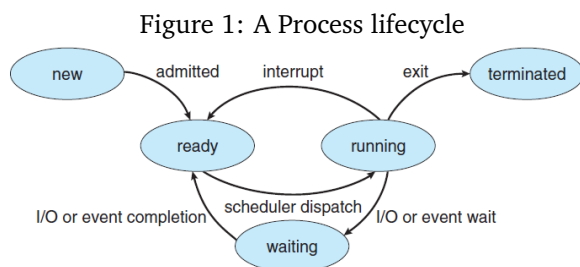 Figure 1: A Process lifecycle
new
admitted
interrupt
exit
terminated
ready
running
I/O or event completion
scheduler dispatch
I/O or event wait
waiting